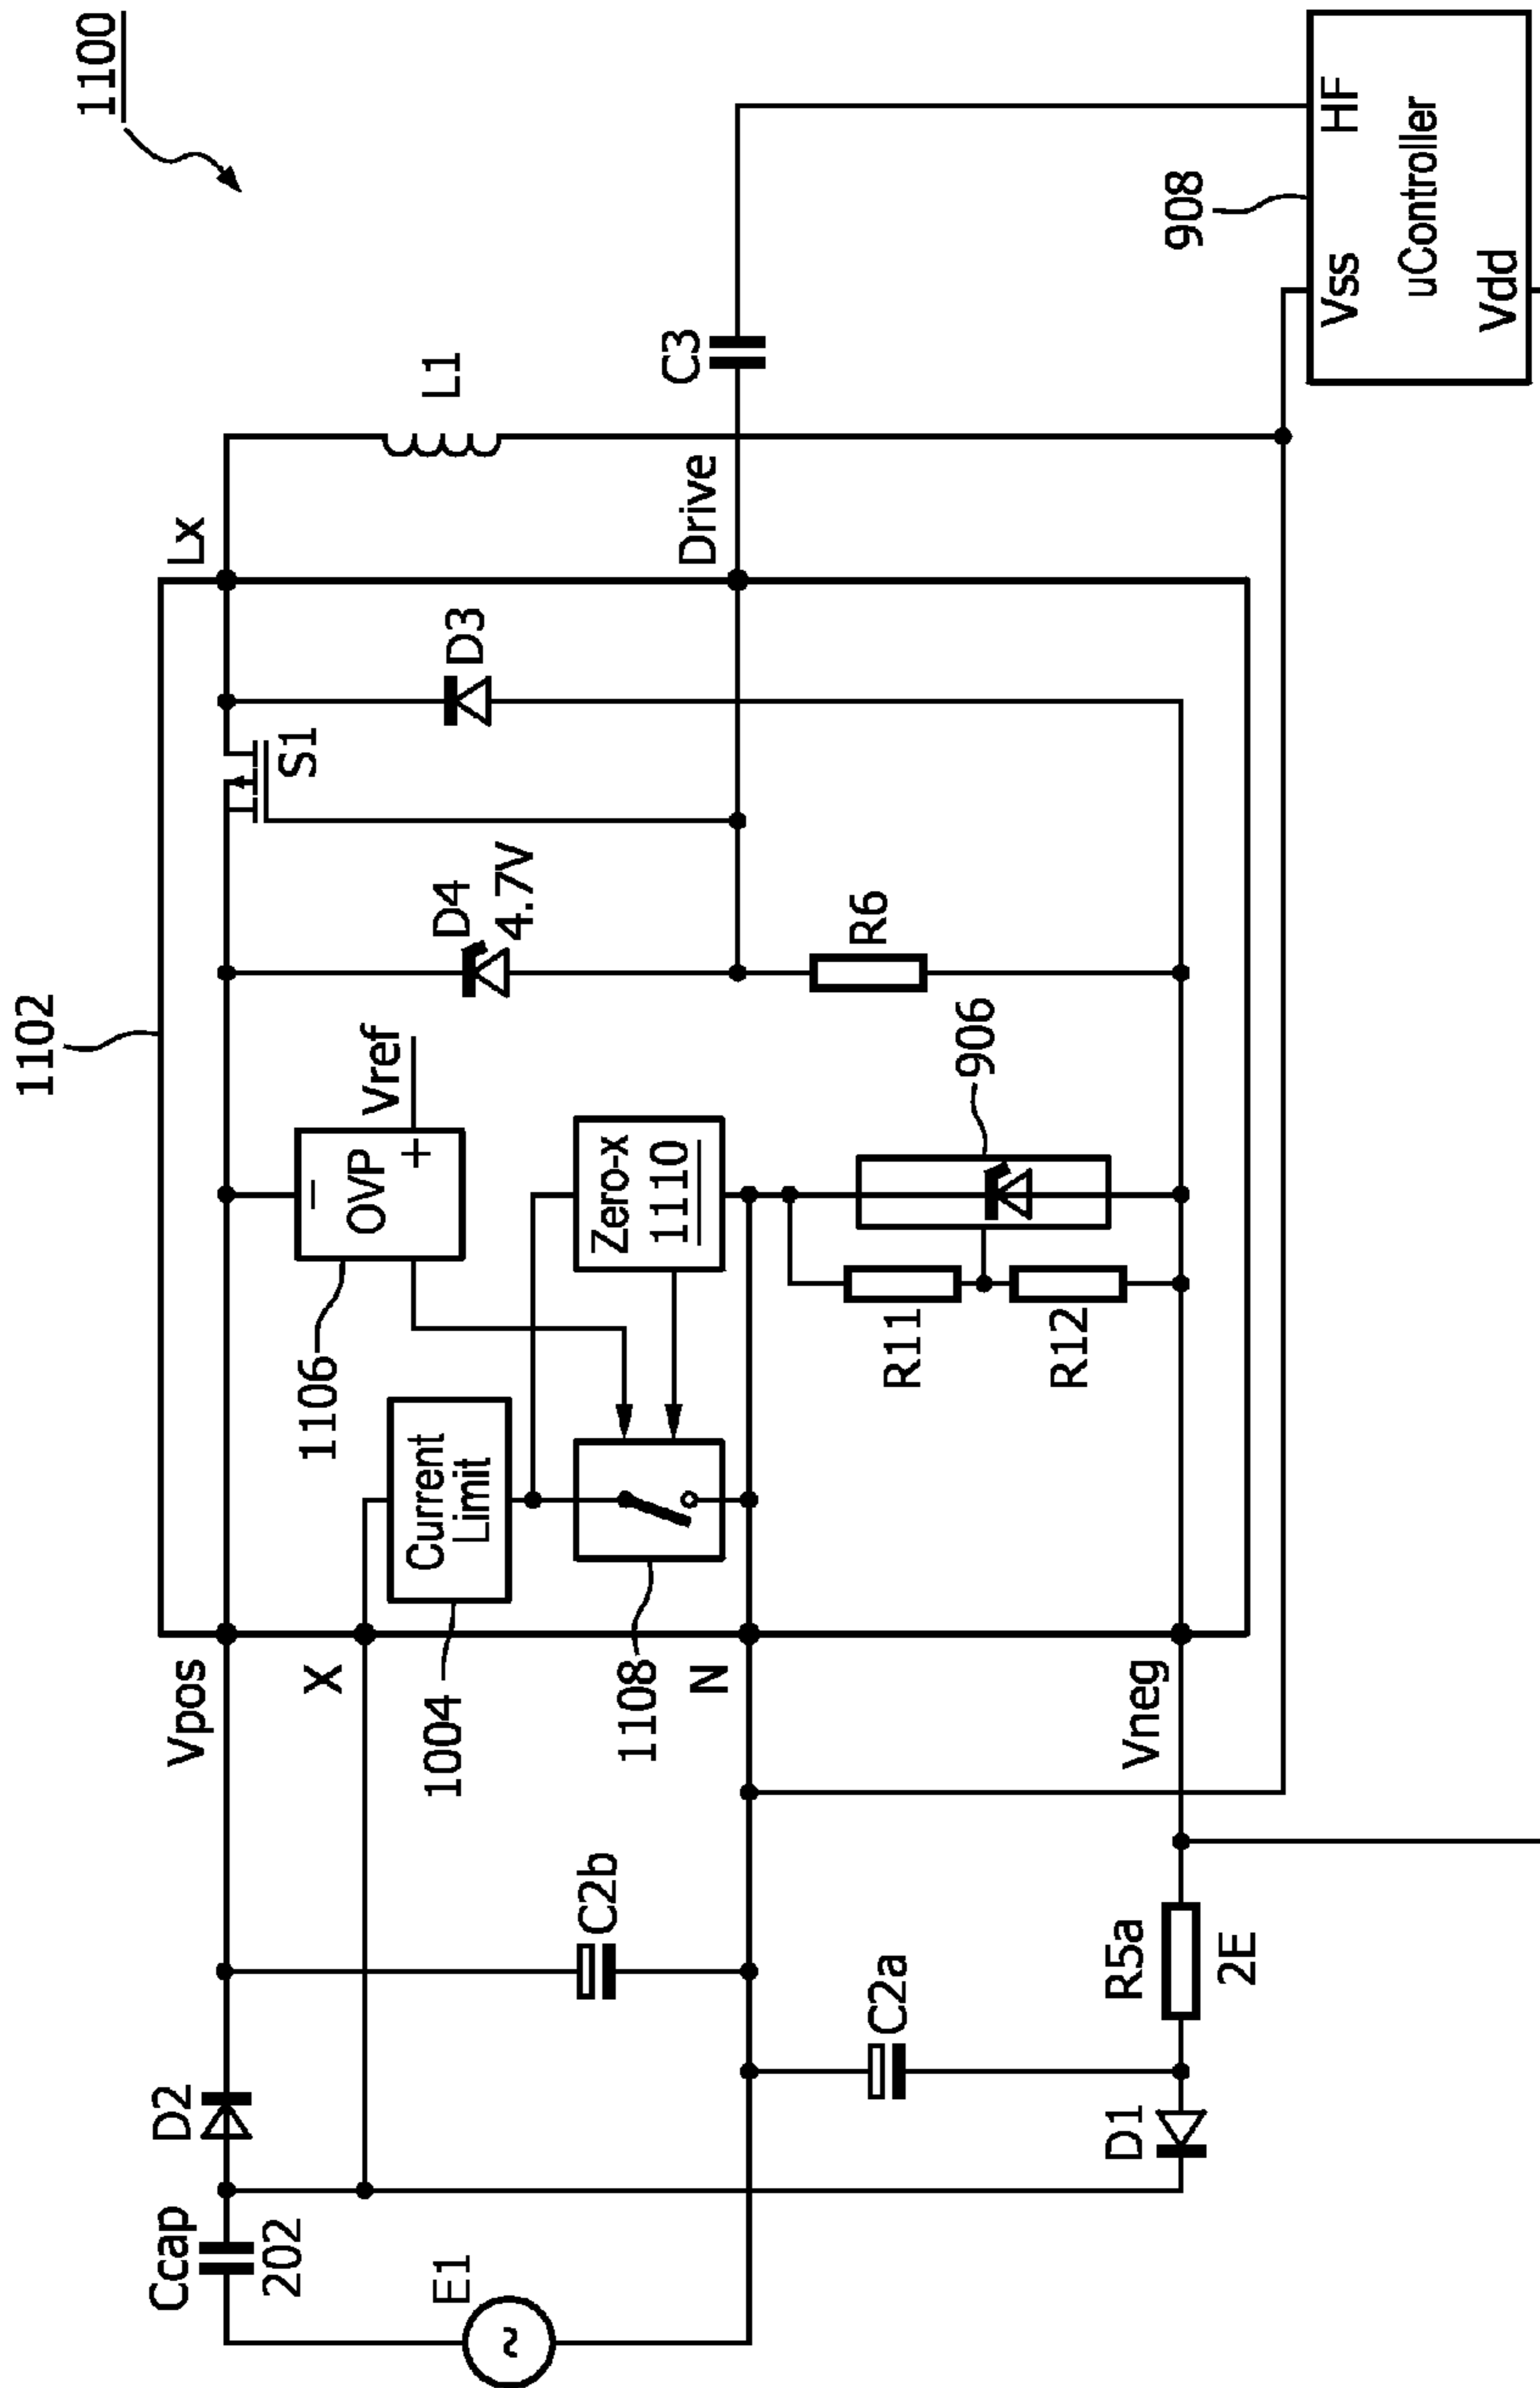 1100
1102
Ccap
202
E1
D2
C2b
C2a
D1
R5a
2E
Vpos
X
N
Vneg
1004
Current
Limit
1108
1106
OVP
−
+
Vref
Zero-x
1110
R11
R12
906
D4
4.7V
R6
S1
D3
Lx
Drive
L1
C3
908
Vss
HF
uController
Vdd
~